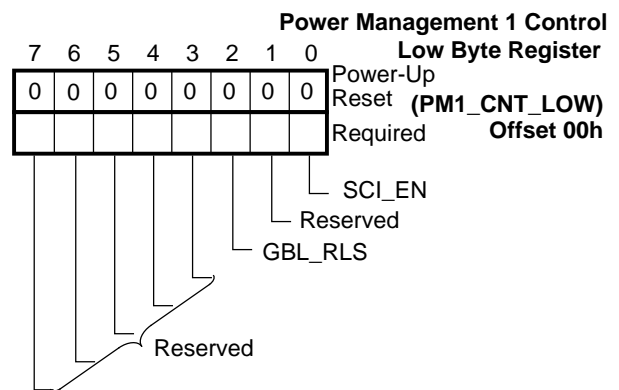 Power Management 1 Control
Low Byte Register
7 6 5 4 3 2 1 0
Power-Up
0 0 0 0 0 0 0 0 Reset
(PM1_CNT_LOW)
Required
Offset 00h
SCI_EN
Reserved
GBL_RLS
Reserved